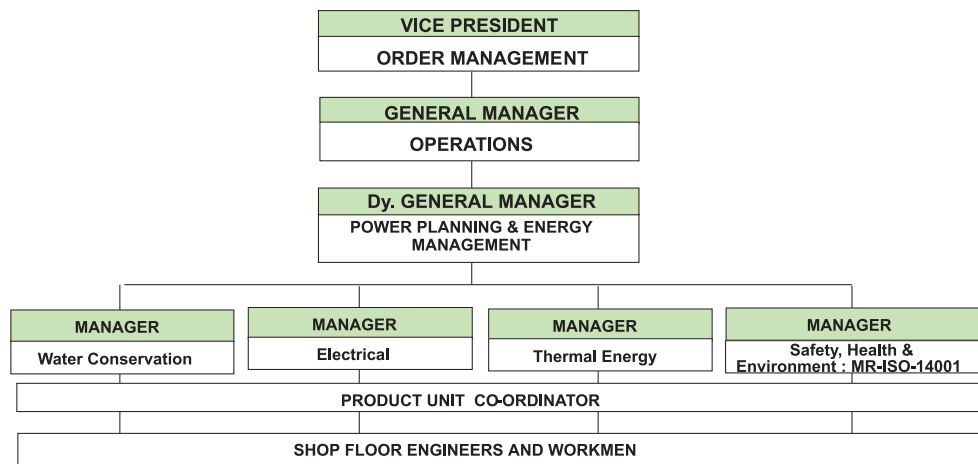 VICE PRESIDENT
ORDER MANAGEMENT
GENERAL MANAGER
OPERATIONS
Dy. GENERAL MANAGER
POWER PLANNING & ENERGY
MANAGEMENT
MANAGER
Water Conservation
MANAGER
Electrical
MANAGER
Thermal Energy
MANAGER
Safety, Health &
Environment : MR-ISO-14001
PRODUCT UNIT CO-ORDINATOR
SHOP FLOOR ENGINEERS AND WORKMEN